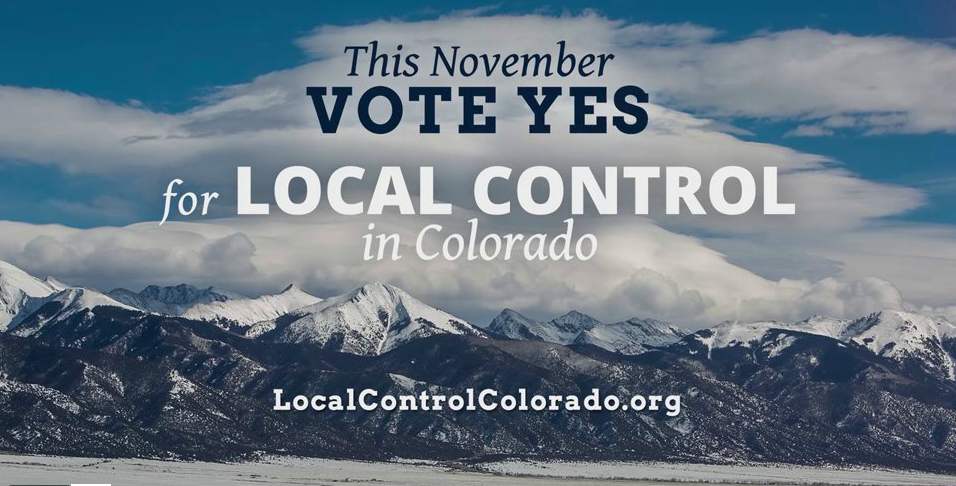 This November
VOTE YES
for LOCAL CONTROL
in Colorado
LocalControlColorado.org